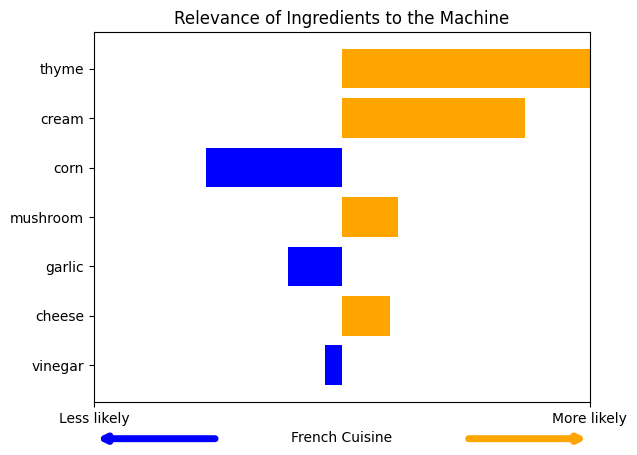 Relevance of Ingredients to the Machine
thyme
cream
corn
mushroom
garlic
cheese
vinegar
Less likely
More likely
French Cuisine